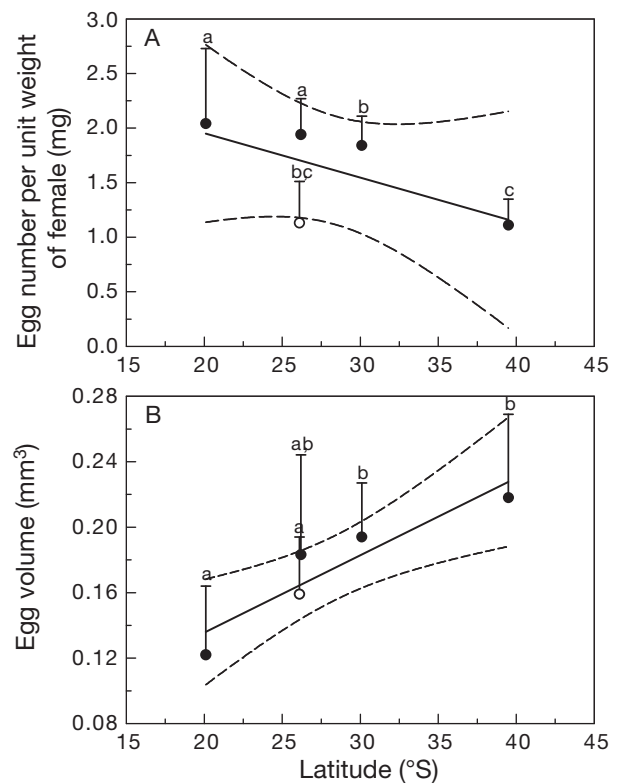 3.0
A
a
2.5
a
b
2.0
bc
1.5
c
1.0
0.5
0.0
Egg number per unit weight
of female (mg)
15 20 25 30 35 40 45
0.28
B
b
ab
0.24
b
0.20
a
a
0.16
0.12
0.08
Egg volume (mm³)
15 20 25 30 35 40 45
Latitude (°S)